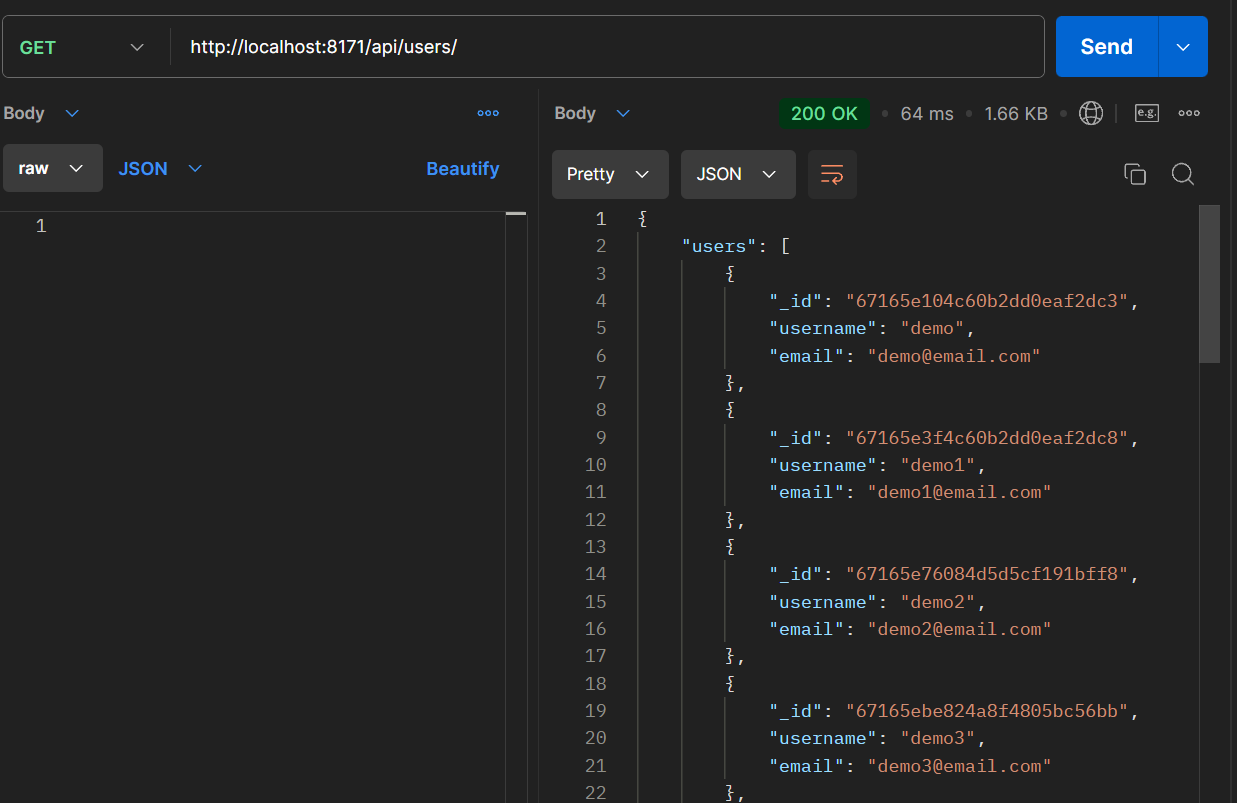 GET http://localhost:8171/api/users/ Send
Body Body 200 OK 64 ms 1.66 KB e.g.
raw JSON Beautify Pretty JSON
1
1 {
2 "users": [
3 {
4 "_id": "67165e104c60b2dd0eaf2dc3",
5 "username": "demo",
6 "email": "demo@email.com"
7 },
8 {
9 "_id": "67165e3f4c60b2dd0eaf2dc8",
10 "username": "demo1",
11 "email": "demo1@email.com"
12 },
13 {
14 "_id": "67165e76084d5d5cf191bff8",
15 "username": "demo2",
16 "email": "demo2@email.com"
17 },
18 {
19 "_id": "67165ebe824a8f4805bc56bb",
20 "username": "demo3",
21 "email": "demo3@email.com"
22 },